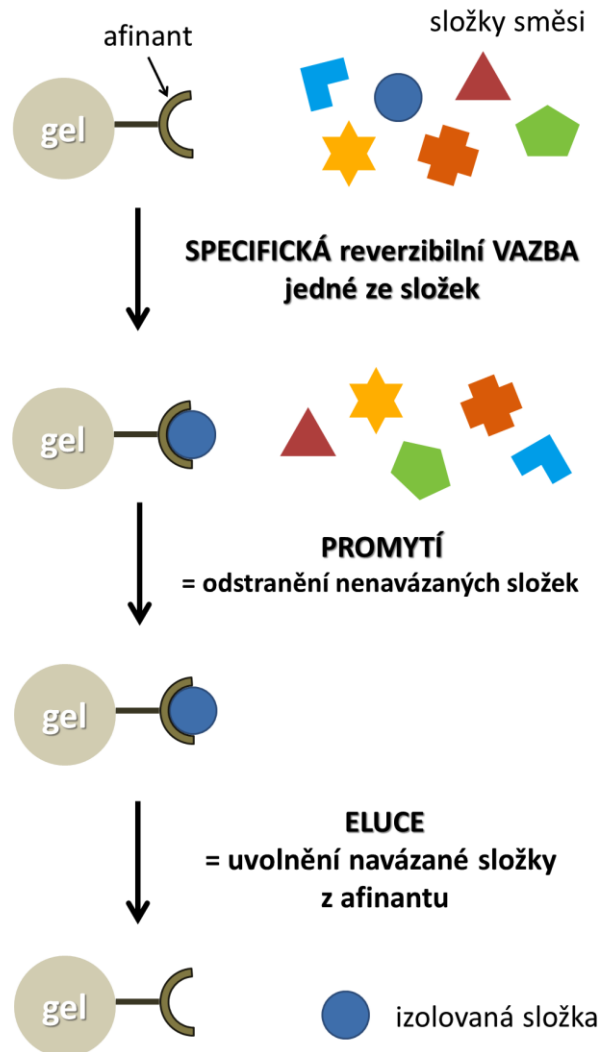 afinant
složky směsi
gel
SPECIFICKÁ reverzibilní VAZBA
jedné ze složek
gel
PROMYTÍ
= odstranění nenavázaných složek
gel
ELUCE
= uvolnění navázané složky
z afinantu
gel
izolovaná složka